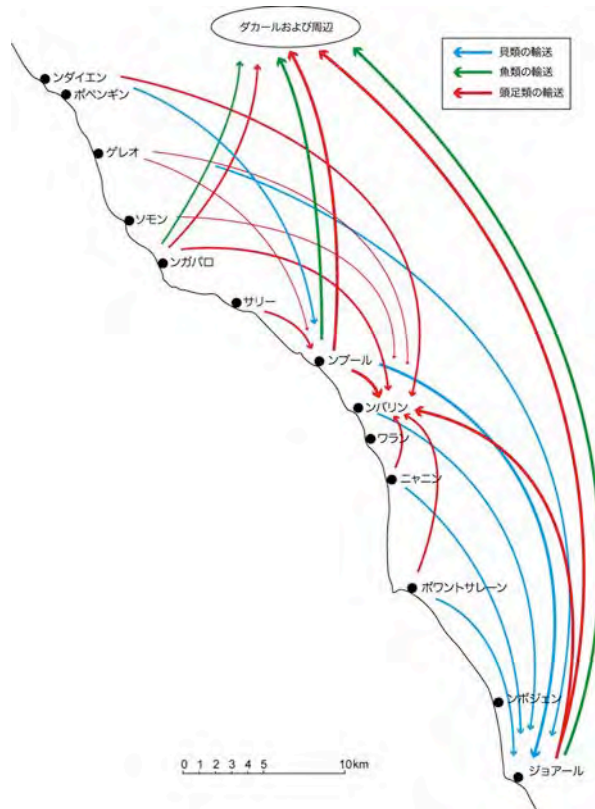 ダカールおよび周辺
貝類の輸送
魚類の輸送
頭足類の輸送
ンダイエン
ポペンギン
ゲレオ
ソモン
ンガパロ
サリー
ンブール
ンバリン
ワラン
ニャニン
ポワントサレーン
ンボジェン
ジョアール
0 1 2 3 4 5 10km